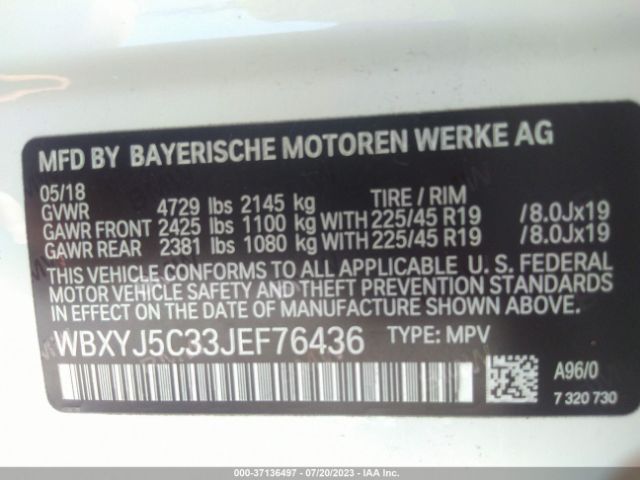 MFD BY BAYERISCHE MOTOREN WERKE AG
05/18 TIRE / RIM
GVWR 4729 lbs 2145 kg
GAWR FRONT 2425 lbs 1100 kg WITH 225/45 R19 /8.0Jx19
GAWR REAR 2381 lbs 1080 kg WITH 225/45 R19 /8.0Jx19
THIS VEHICLE CONFORMS TO ALL APPLICABLE U. S. FEDERAL
MOTOR VEHICLE SAFETY AND THEFT PREVENTION STANDARDS
IN EFFECT ON THE DATE OF MANUFACTURE SHOWN ABOVE.
WBXYJ5C33JEF76436 TYPE: MPV
A96/0
7 320 730
000-37136497 - 07/20/2023 - IAA Inc.